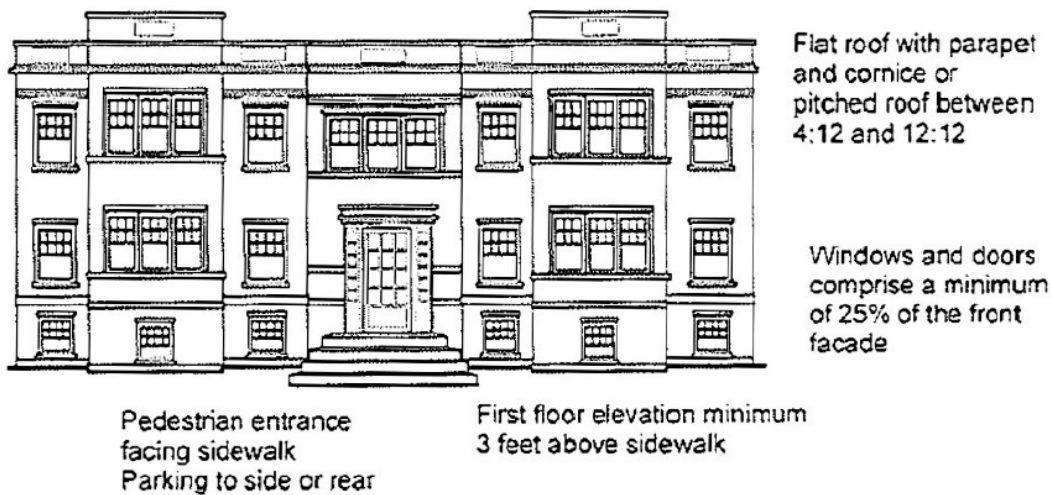 Flat roof with parapet
and cornice or
pitched roof between
4:12 and 12:12
Windows and doors
comprise a minimum
of 25% of the front
facade
Pedestrian entrance
facing sidewalk
Parking to side or rear
First floor elevation minimum
3 feet above sidewalk